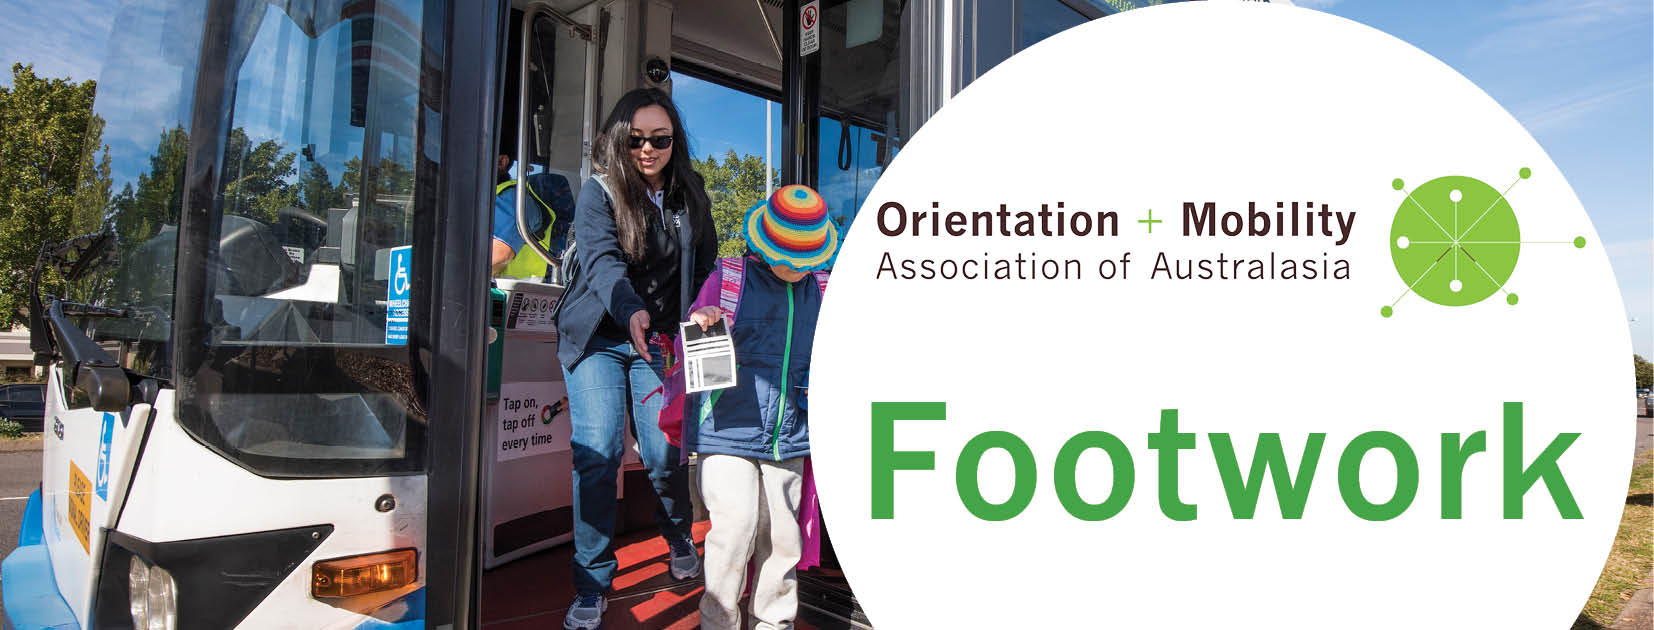 Tap on,
tap off
every time
Orientation + Mobility
Association of Australasia
Footwork